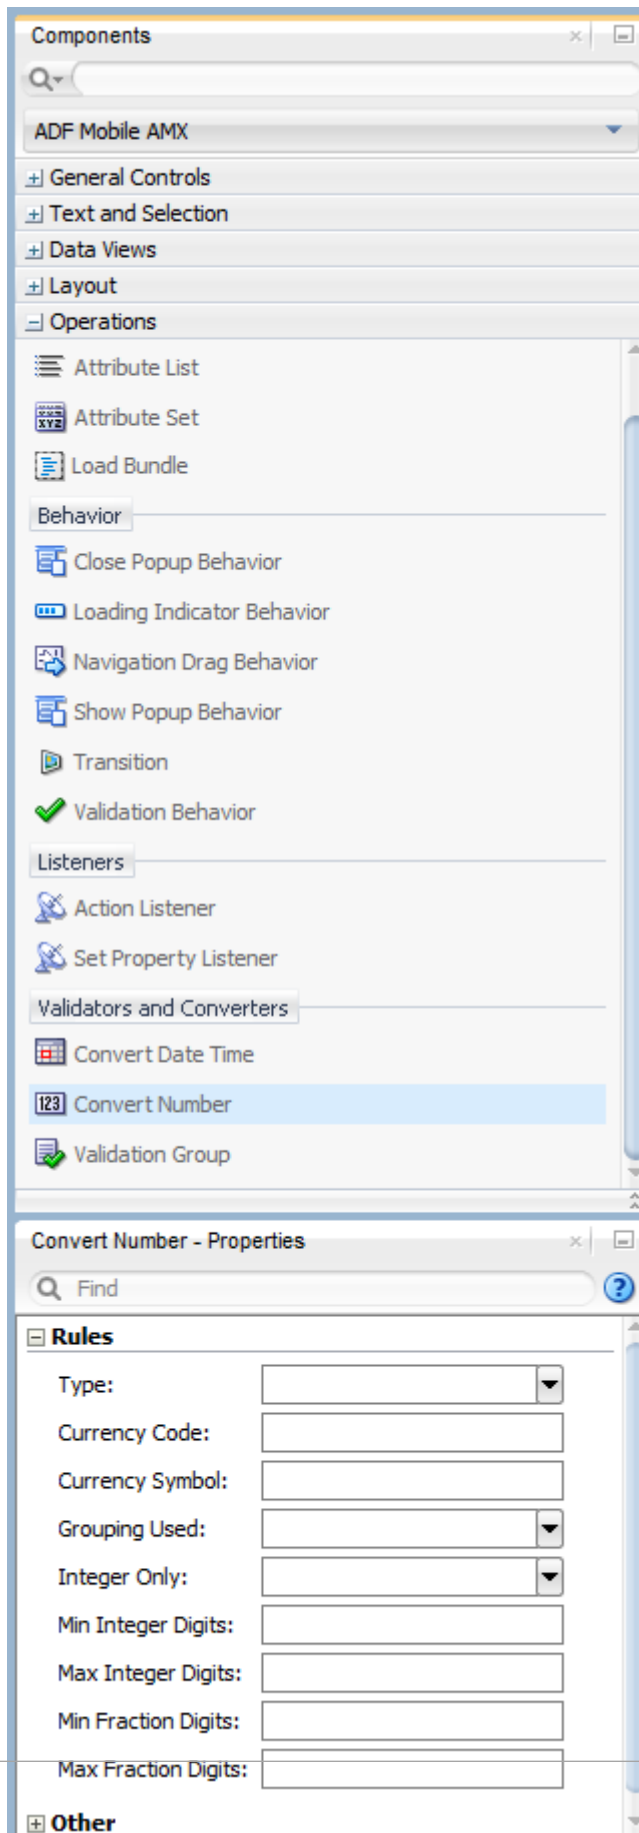 Components
ADF Mobile AMX
General Controls
Text and Selection
Data Views
Layout
Operations
Attribute List
Attribute Set
Load Bundle
Behavior
Close Popup Behavior
Loading Indicator Behavior
Navigation Drag Behavior
Show Popup Behavior
Transition
Validation Behavior
Listeners
Action Listener
Set Property Listener
Validators and Converters
Convert Date Time
123 Convert Number
Validation Group
Convert Number - Properties
Find
Rules
Type:
Currency Code:
Currency Symbol:
Grouping Used:
Integer Only:
Min Integer Digits:
Max Integer Digits:
Min Fraction Digits:
Max Fraction Digits:
Other